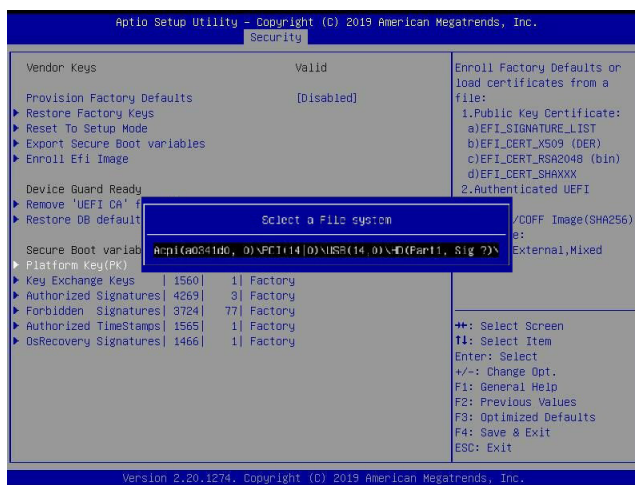 Aptio Setup Utility – Copyright (C) 2019 American Megatrends, Inc.
Security
Vendor Keys Valid
Provision Factory Defaults [Disabled]
Restore Factory Keys
Reset To Setup Mode
Export Secure Boot variables
Enroll Efi Image
Device Guard Ready
Remove 'UEFI CA' f
Restore DB default
Secure Boot variab
Platform Key(PK)
Key Exchange Keys | 1560| 1| Factory
Authorized Signatures| 4269| 3| Factory
Forbidden Signatures| 3724| 77| Factory
Authorized TimeStamps| 1565| 1| Factory
OsRecovery Signatures| 1466| 1| Factory
Select a File system
Acpi(a0341d0, 0)\PCI(14|0)\USB(14,0)\HD(Part1, Sig ?)\
Enroll Factory Defaults or
load certificates from a
file:
1.Public Key Certificate:
a)EFI_SIGNATURE_LIST
b)EFI_CERT_X509 (DER)
c)EFI_CERT_RSA2048 (bin)
d)EFI_CERT_SHAXXX
2.Authenticated UEFI
/COFF Image(SHA256)
e:
External,Mixed
→←: Select Screen
↑↓: Select Item
Enter: Select
+/-: Change Opt.
F1: General Help
F2: Previous Values
F3: Optimized Defaults
F4: Save & Exit
ESC: Exit
Version 2.20.1274. Copyright (C) 2019 American Megatrends, Inc.